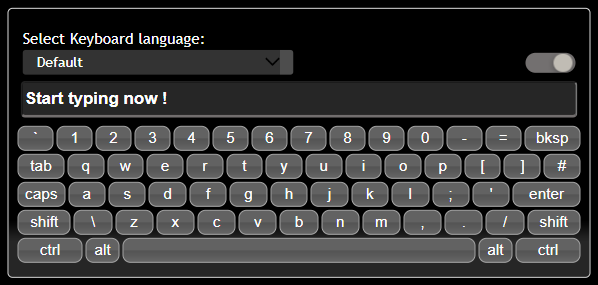 Select Keyboard language:
Default
Start typing now !
` 1 2 3 4 5 6 7 8 9 0 - = bksp
tab q w e r t y u i o p [ ] #
caps a s d f g h j k l ; ' enter
shift \ z x c v b n m , . / shift
ctrl alt alt ctrl